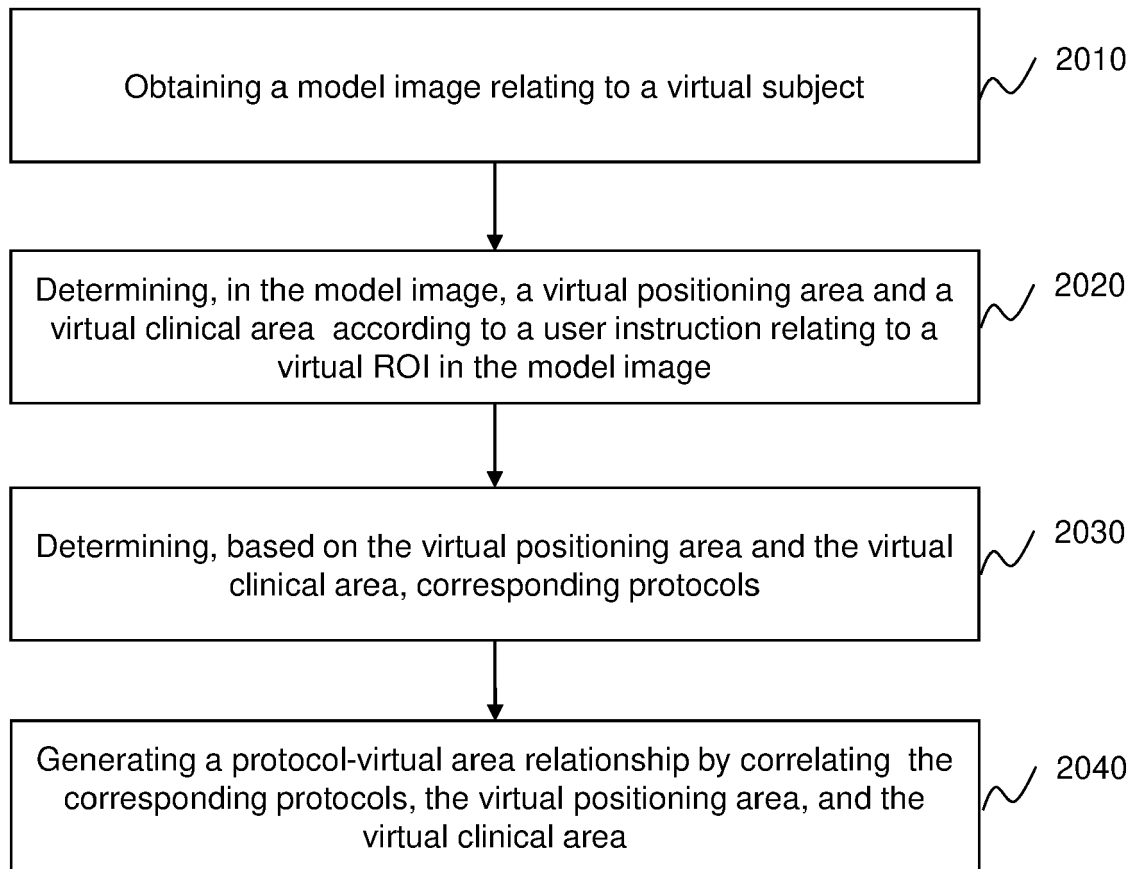 Obtaining a model image relating to a virtual subject
2010
Determining, in the model image, a virtual positioning area and a
virtual clinical area according to a user instruction relating to a
virtual ROI in the model image
2020
Determining, based on the virtual positioning area and the virtual
clinical area, corresponding protocols
2030
Generating a protocol-virtual area relationship by correlating the
corresponding protocols, the virtual positioning area, and the
virtual clinical area
2040